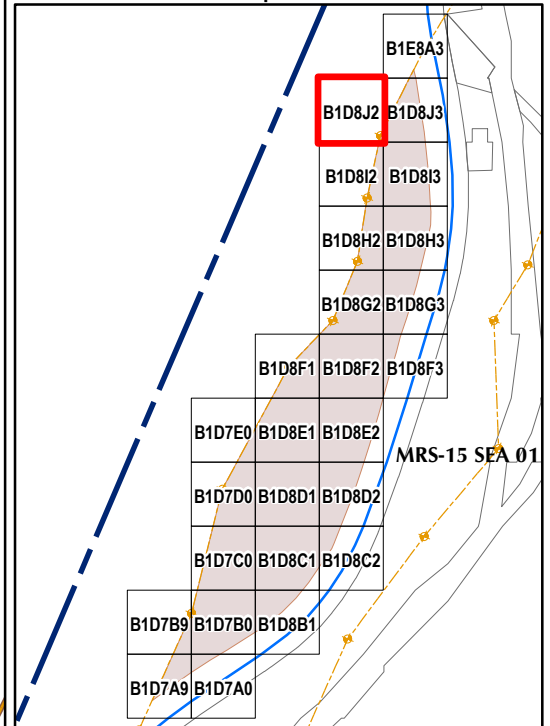 B1E8A3
B1D8J2 B1D8J3
B1D8I2 B1D8I3
B1D8H2 B1D8H3
B1D8G2 B1D8G3
B1D8F1 B1D8F2 B1D8F3
B1D7E0 B1D8E1 B1D8E2
MRS-15 SEA 01
B1D7D0 B1D8D1 B1D8D2
B1D7C0 B1D8C1 B1D8C2
B1D7B9 B1D7B0 B1D8B1
B1D7A9 B1D7A0